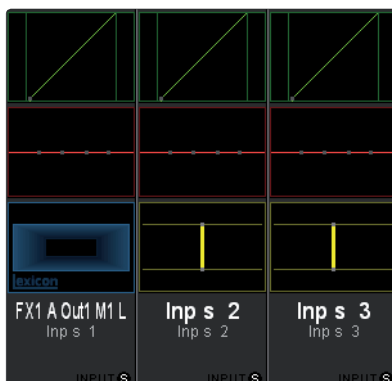 lexicon
FX1 A Out1 M1 L
Inp s 2
Inp s 3
Inp s 1
Inp s 2
Inp s 3
INPUT S
INPUT S
INPUT S